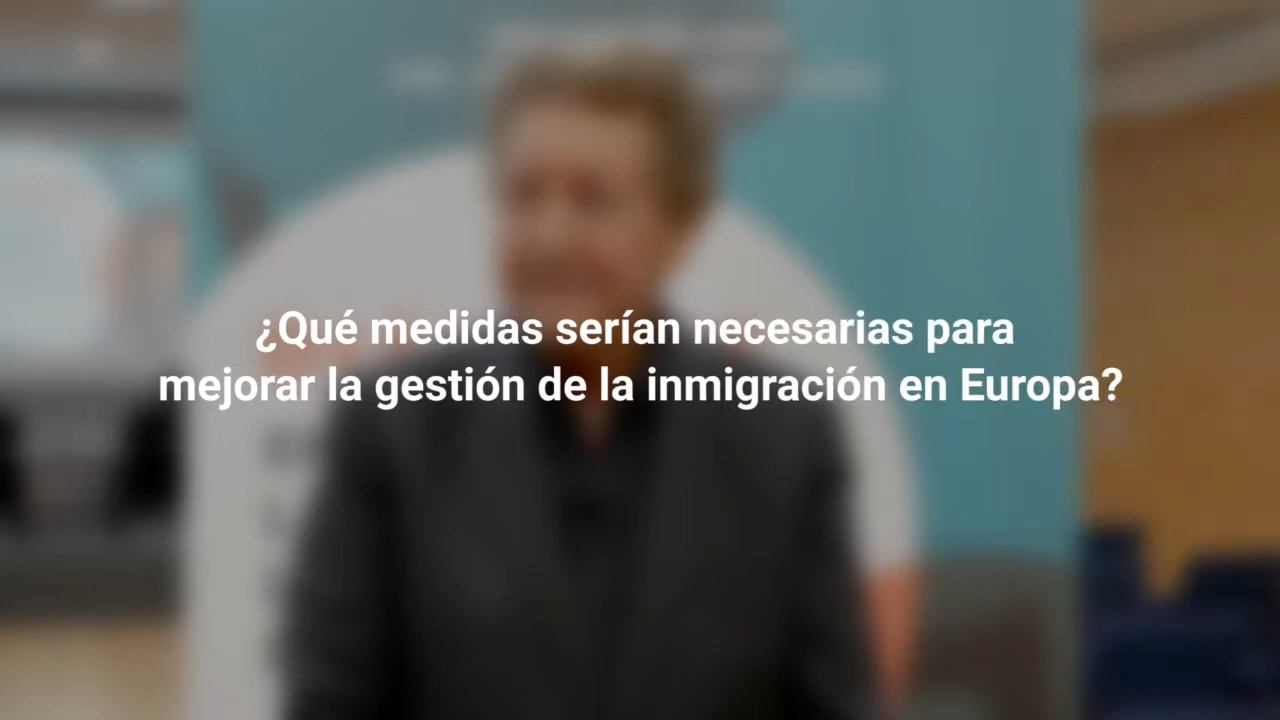 ¿Qué medidas serían necesarias para
mejorar la gestión de la inmigración en Europa?